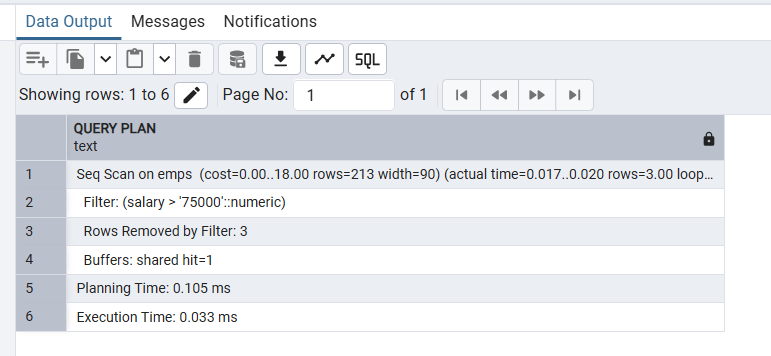 Data Output Messages Notifications
SQL
Showing rows: 1 to 6 Page No: 1 of 1
QUERY PLAN
text
1 Seq Scan on emps (cost=0.00..18.00 rows=213 width=90) (actual time=0.017..0.020 rows=3.00 loop...
2 Filter: (salary > '75000'::numeric)
3 Rows Removed by Filter: 3
4 Buffers: shared hit=1
5 Planning Time: 0.105 ms
6 Execution Time: 0.033 ms